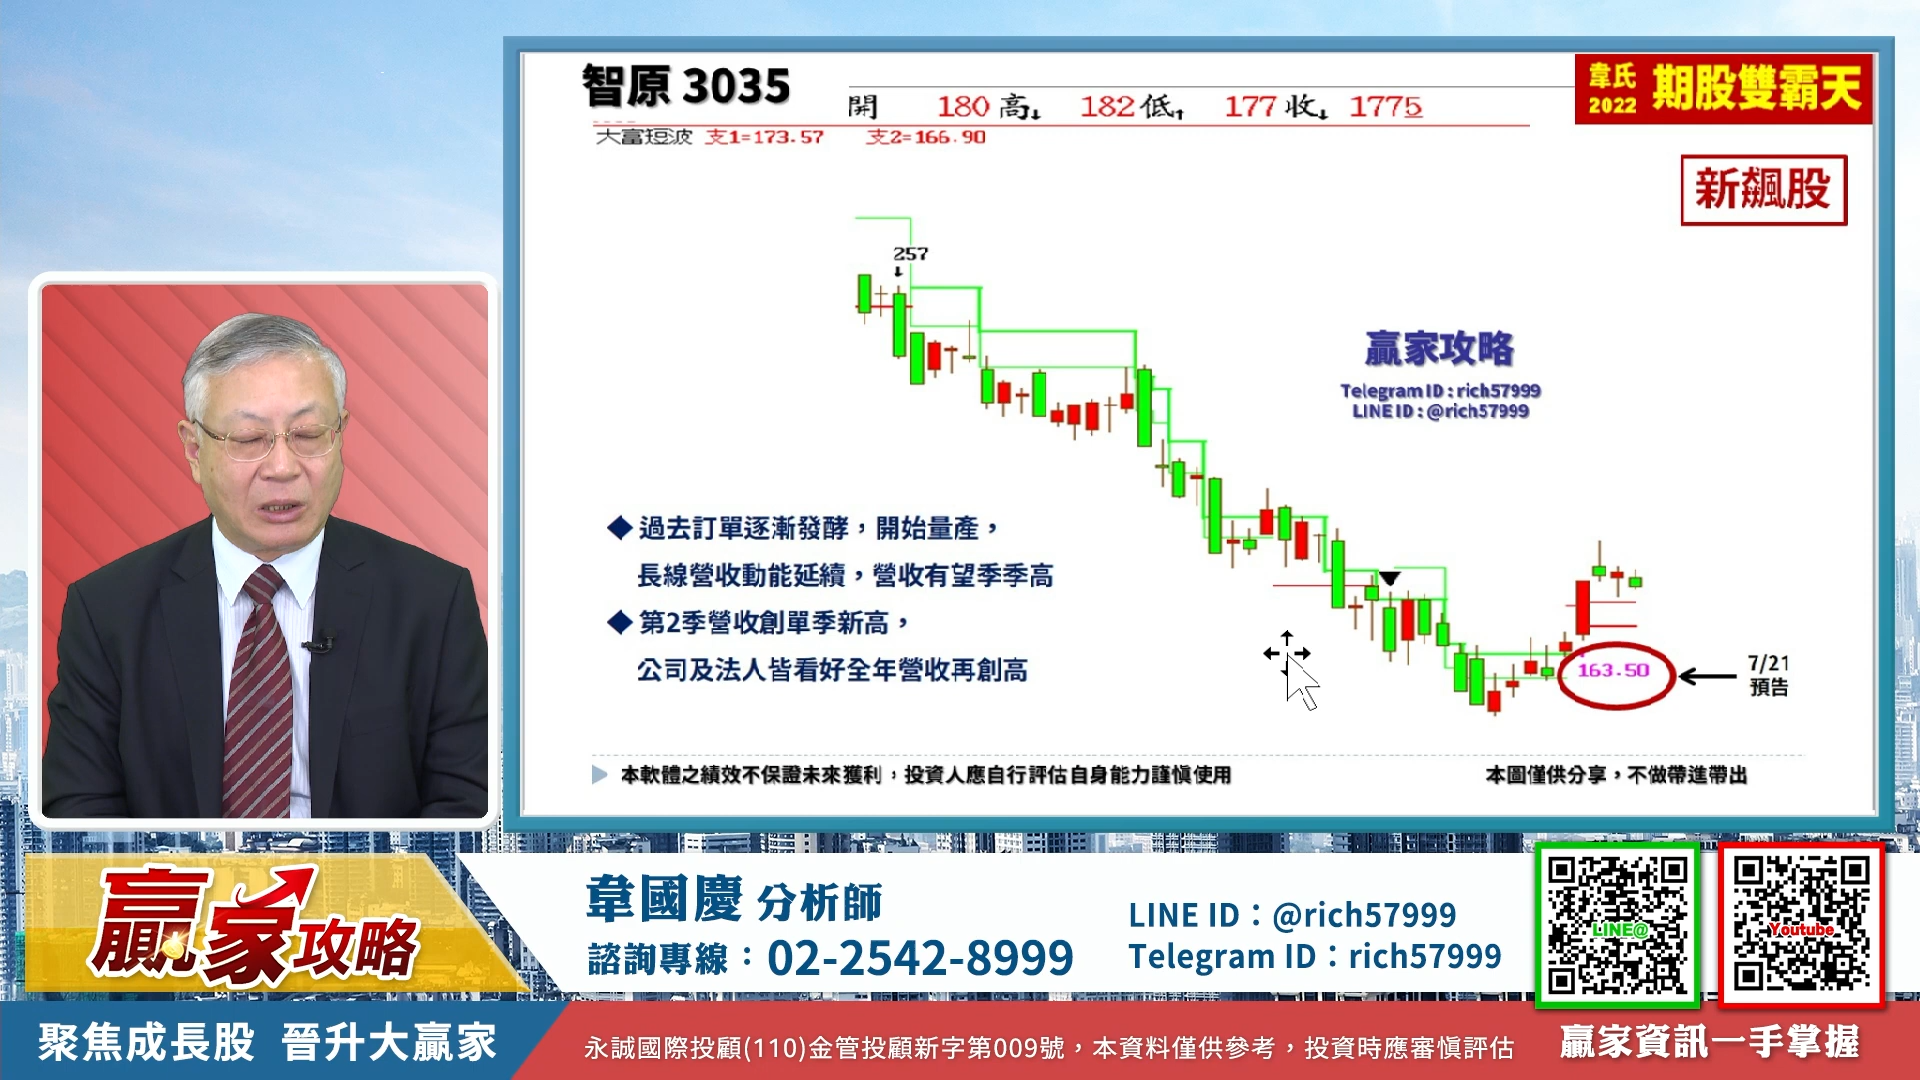 智原 3035
開 180 高↓ 182 低↑ 177 收↓ 1775
大富短波 支1=173.57 支2=166.90
韋氏
2022
期股雙霸天
新飆股
257
贏家攻略
Telegram ID : rich57999
LINE ID : @rich57999
◆ 過去訂單逐漸發酵，開始量產，
長線營收動能延續，營收有望季季高
◆ 第2季營收創單季新高，
公司及法人皆看好全年營收再創高
163.50
7/21
預告
本軟體之績效不保證未來獲利，投資人應自行評估自身能力謹慎使用
本圖僅供分享，不做帶進帶出
贏家攻略
韋國慶 分析師
諮詢專線：02-2542-8999
LINE ID：@rich57999
Telegram ID：rich57999
LINE@
Youtube
聚焦成長股 晉升大贏家
永誠國際投顧(110)金管投顧新字第009號，本資料僅供參考，投資時應審慎評估
贏家資訊一手掌握